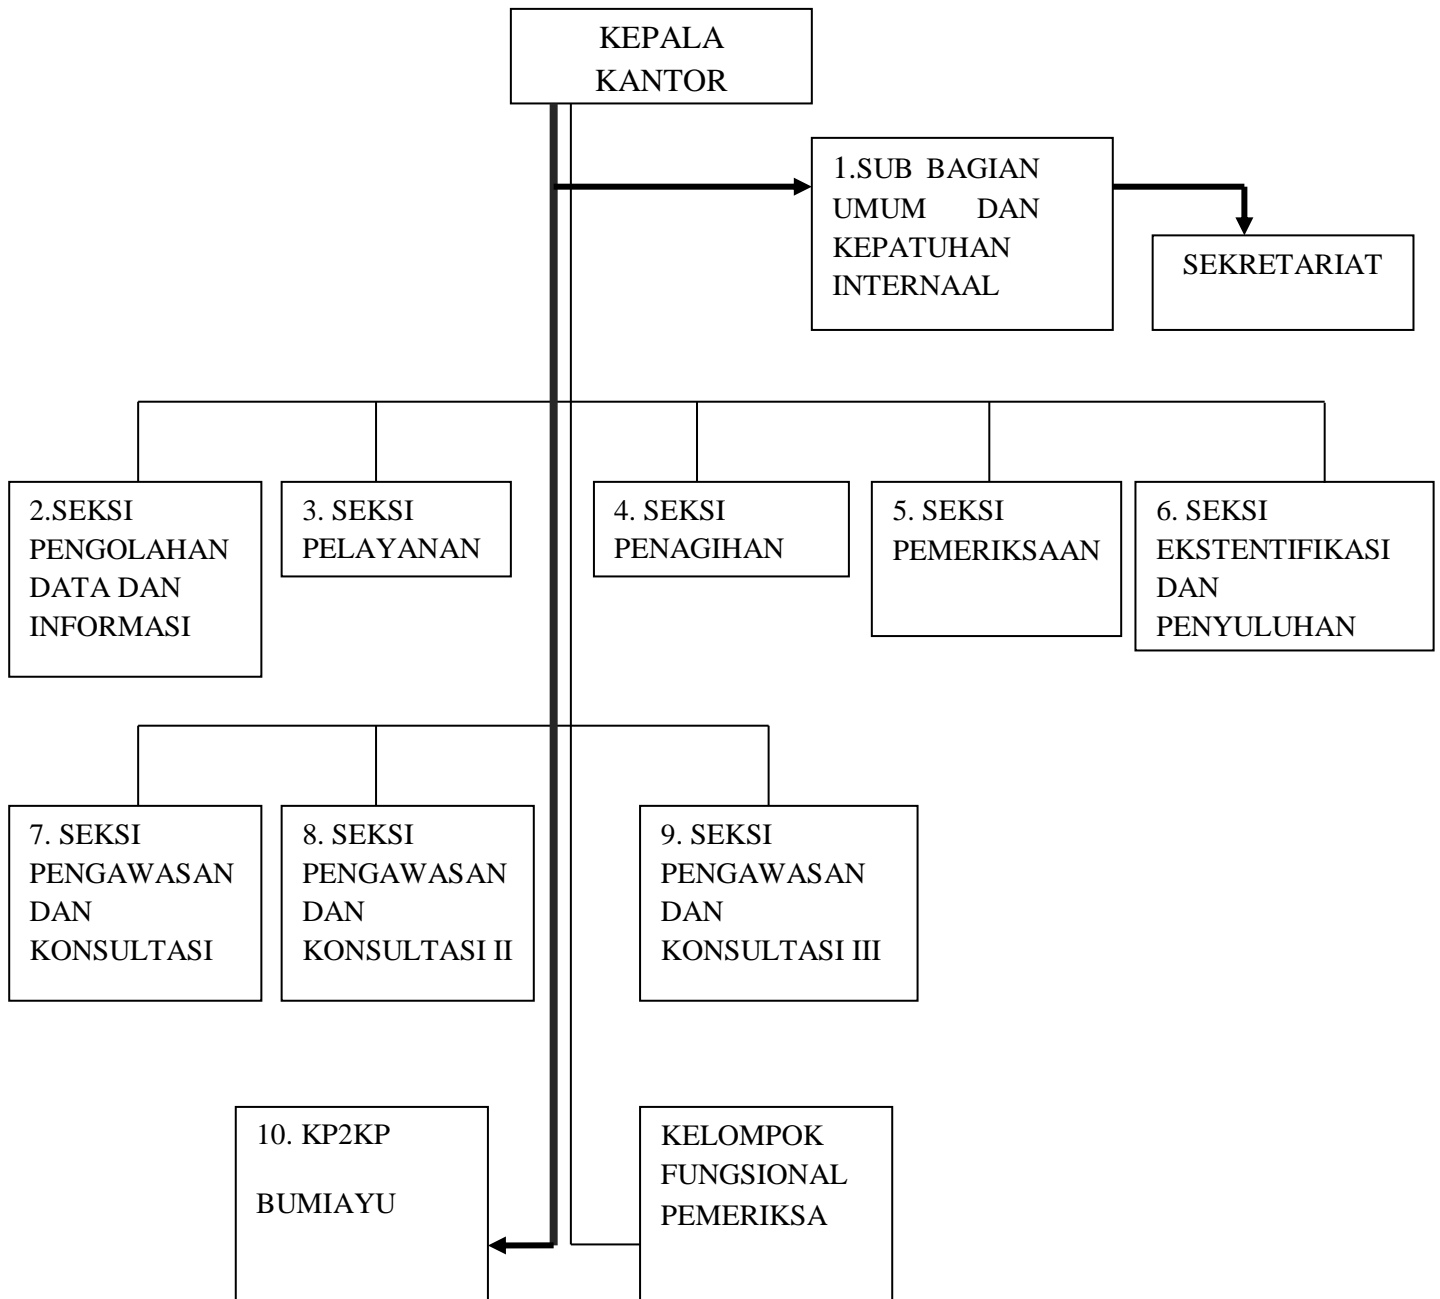 KEPALA
KANTOR
1.SUB BAGIAN
UMUM DAN
KEPATUHAN
INTERNAAL
SEKRETARIAT
2.SEKSI
PENGOLAHAN
DATA DAN
INFORMASI
3. SEKSI
PELAYANAN
4. SEKSI
PENAGIHAN
5. SEKSI
PEMERIKSAAN
6. SEKSI
EKSTENTIFIKASI
DAN
PENYULUHAN
7. SEKSI
PENGAWASAN
DAN
KONSULTASI
8. SEKSI
PENGAWASAN
DAN
KONSULTASI II
9. SEKSI
PENGAWASAN
DAN
KONSULTASI III
10. KP2KP
BUMIAYU
KELOMPOK
FUNGSIONAL
PEMERIKSA